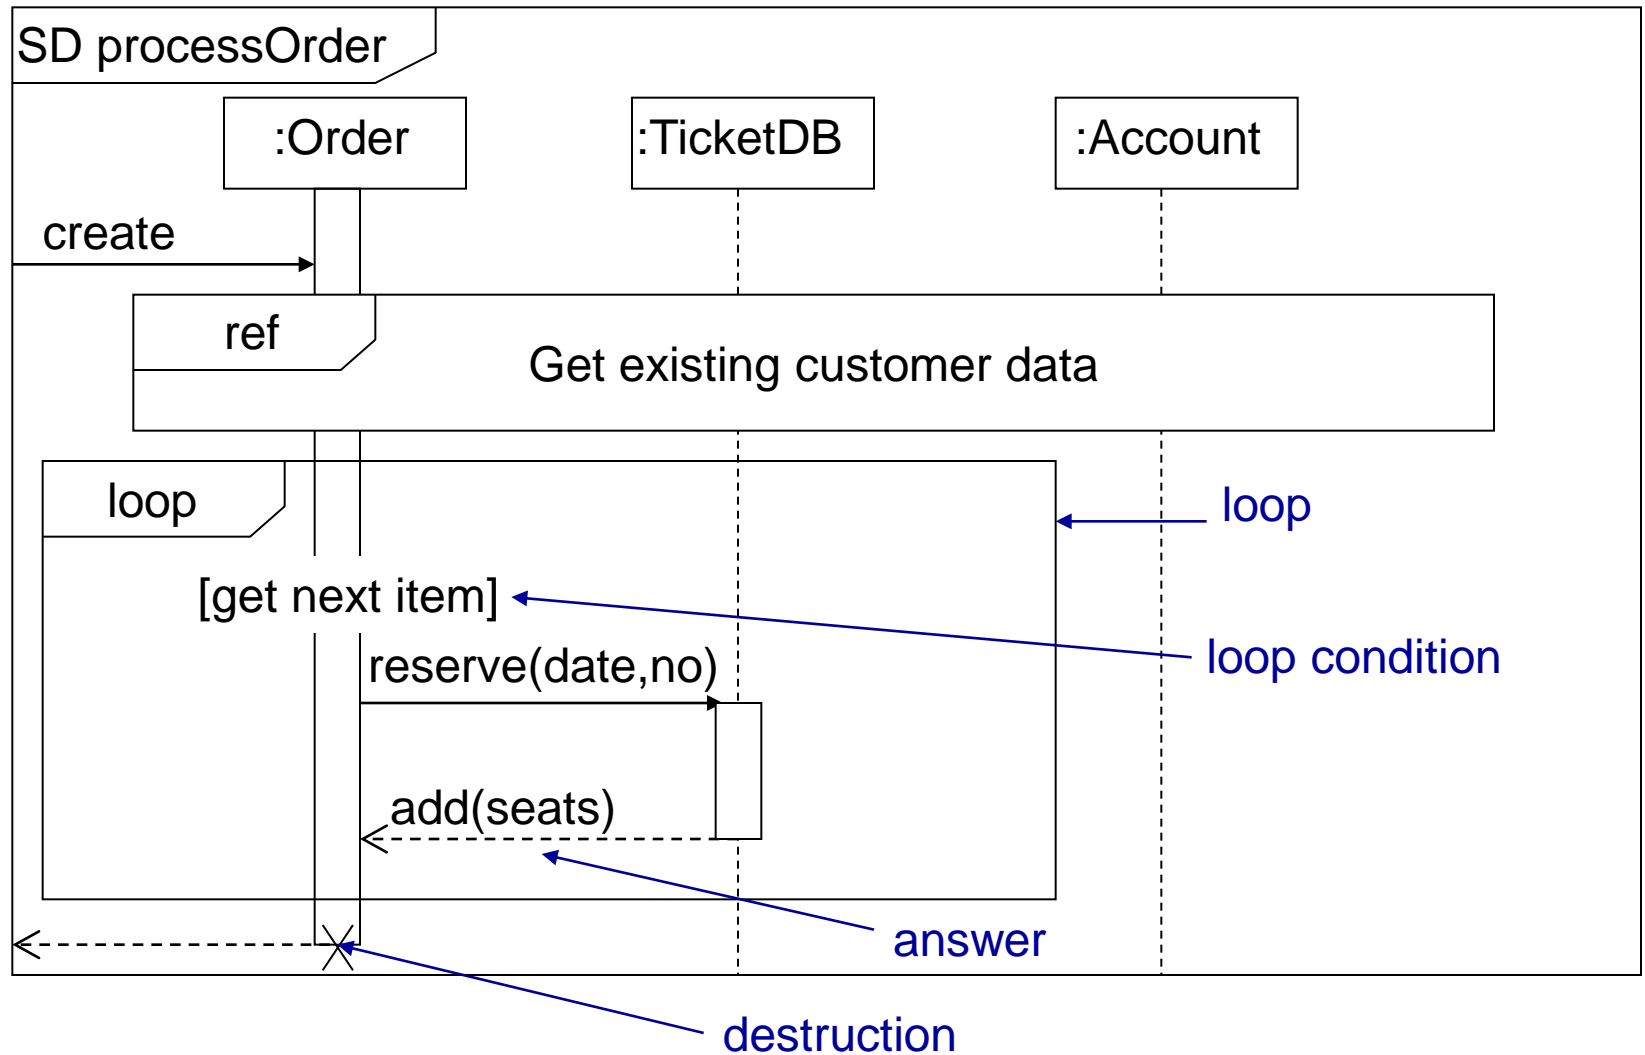 SD processOrder
:Order
:TicketDB
:Account
create
ref
Get existing customer data
loop
loop
[get next item]
loop condition
reserve(date,no)
add(seats)
answer
destruction